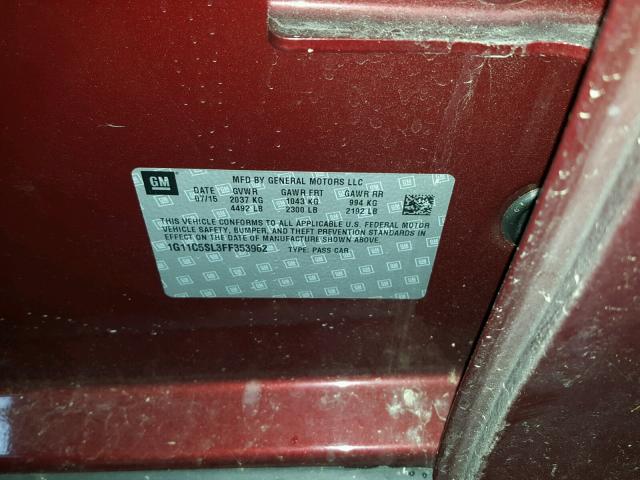 GM
MFD BY GENERAL MOTORS LLC
DATE GVWR GAWR FRT GAWR RR
07/15 2037 KG 1043 KG 994 KG
4492 LB 2300 LB 2192 LB
THIS VEHICLE CONFORMS TO ALL APPLICABLE U.S. FEDERAL MOTOR
VEHICLE SAFETY, BUMPER, AND THEFT PREVENTION STANDARDS IN
EFFECT ON THE DATE OF MANUFACTURE SHOWN ABOVE.
1G11C5SL3FF353962 TYPE: PASS CAR